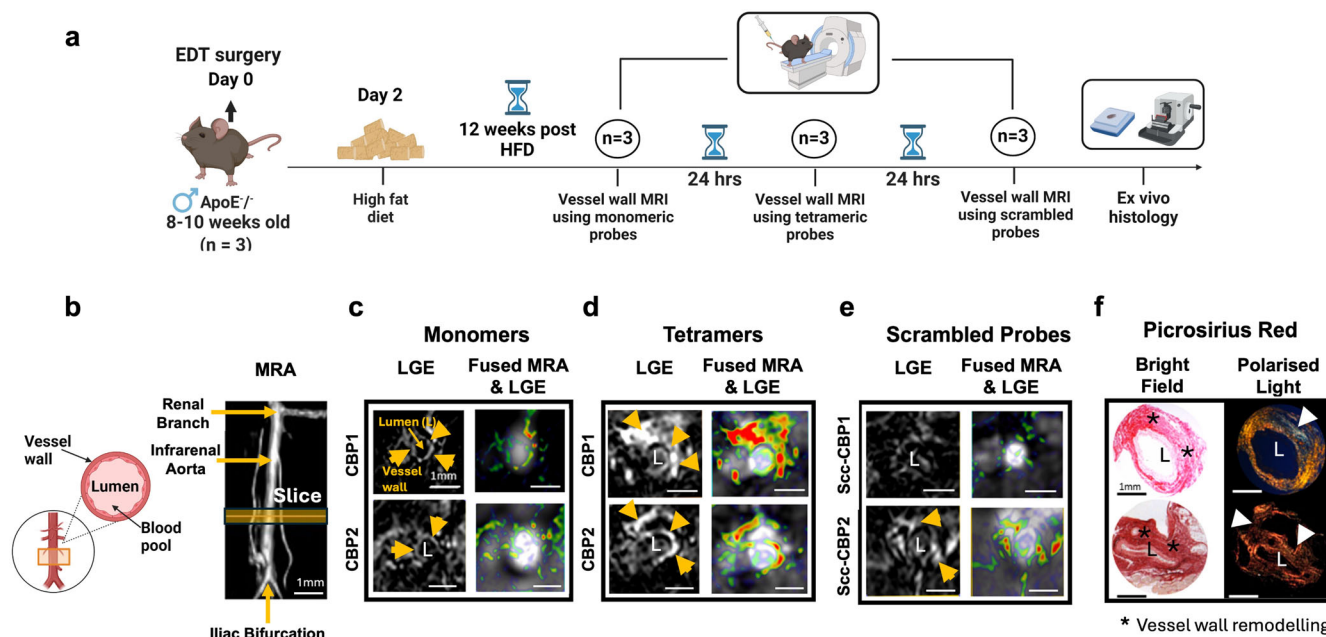 a
EDT surgery
Day 0
ApoE-/-
8-10 weeks old
(n = 3)
Day 2
High fat
diet
12 weeks post
HFD
n=3
Vessel wall MRI
using monomeric
probes
24 hrs
n=3
Vessel wall MRI
using tetrameric
probes
24 hrs
n=3
Vessel wall MRI
using scrambled
probes
Ex vivo
histology
b
Vessel
wall
Lumen
Blood
pool
MRA
Renal
Branch
Infrarenal
Aorta
Slice
1mm
Iliac Bifurcation
c
Monomers
LGE
Fused MRA
& LGE
CBP1
Lumen (L)
Vessel
wall
1mm
CBP2
L
d
Tetramers
LGE
Fused MRA
& LGE
CBP1
L
CBP2
L
e
Scrambled Probes
LGE
Fused MRA
& LGE
Scc-CBP1
L
Scc-CBP2
L
f
Picrosirius Red
Bright
Field
Polarised
Light
* * L
1mm
L
* * L
L
* Vessel wall remodelling